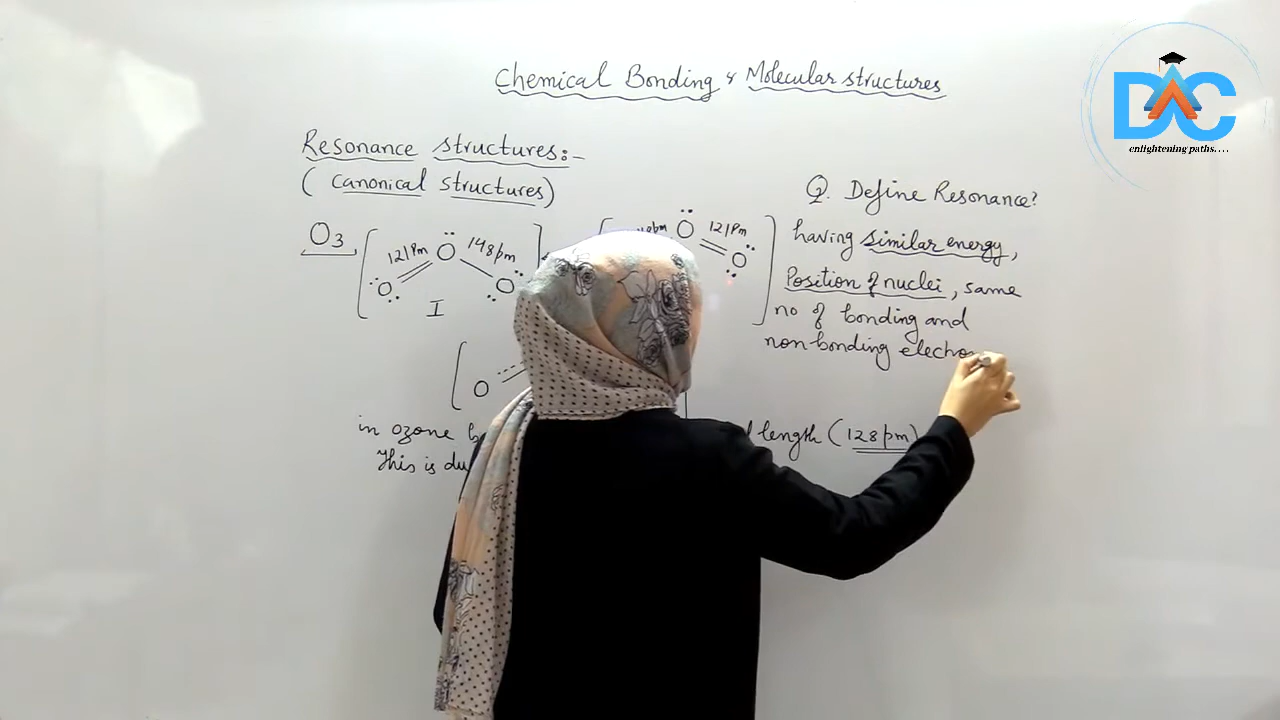 Chemical Bonding & Molecular structures
DAC
enlightening paths....
Resonance structures:-
(Canonical structures)
O3
121pm Ö 148pm
O O
I
O 121pm
O
O
in ozone
length (128pm)
This is du
Q. Define Resonance?
having similar energy,
Position of nuclei, same
no of bonding and
non bonding electro